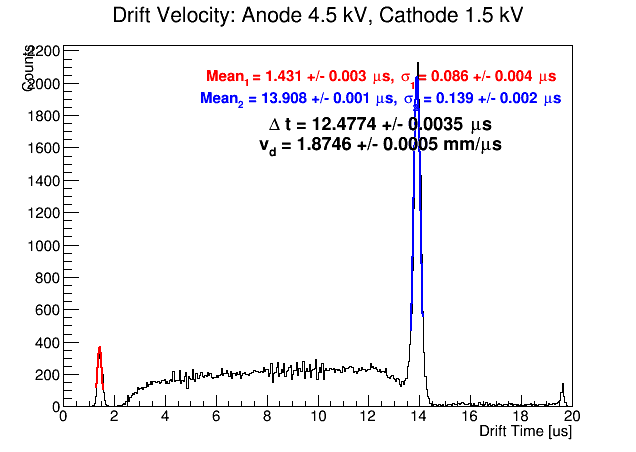 Drift Velocity: Anode 4.5 kV, Cathode 1.5 kV
Counts
Mean1 = 1.431 +/- 0.003 μs, σ1 = 0.086 +/- 0.004 μs
Mean2 = 13.908 +/- 0.001 μs, σ2 = 0.139 +/- 0.002 μs
Δ t = 12.4774 +/- 0.0035 μs
vd = 1.8746 +/- 0.0005 mm/μs
2200
2000
1800
1600
1400
1200
1000
800
600
400
200
0
0 2 4 6 8 10 12 14 16 18 20
Drift Time [us]